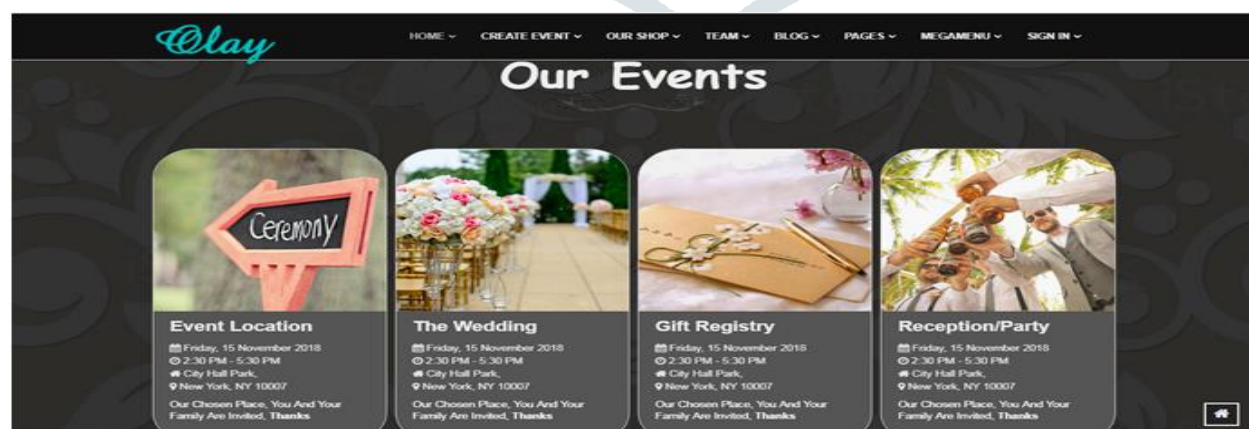 Olay
HOME CREATE EVENT OUR SHOP TEAM BLOG PAGES MEGAMENU SIGN IN
Our Events
Ceremony
Event Location
Friday, 15 November 2018
2:30 PM - 5:30 PM
City Hall Park,
New York, NY 10007
Our Chosen Place, You And Your
Family Are Invited, Thanks
The Wedding
Friday, 15 November 2018
2:30 PM - 5:30 PM
City Hall Park,
New York, NY 10007
Our Chosen Place, You And Your
Family Are Invited, Thanks
Gift Registry
Friday, 15 November 2018
2:30 PM - 5:30 PM
City Hall Park,
New York, NY 10007
Our Chosen Place, You And Your
Family Are Invited, Thanks
Reception/Party
Friday, 15 November 2018
2:30 PM - 5:30 PM
City Hall Park,
New York, NY 10007
Our Chosen Place, You And Your
Family Are Invited, Thanks